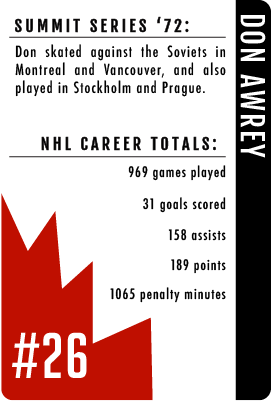 SUMMIT SERIES ‘72:
Don skated against the Soviets in
Montreal and Vancouver, and also
played in Stockholm and Prague.
NHL CAREER TOTALS:
969 games played
31 goals scored
158 assists
189 points
1065 penalty minutes
#26
DON AWREY